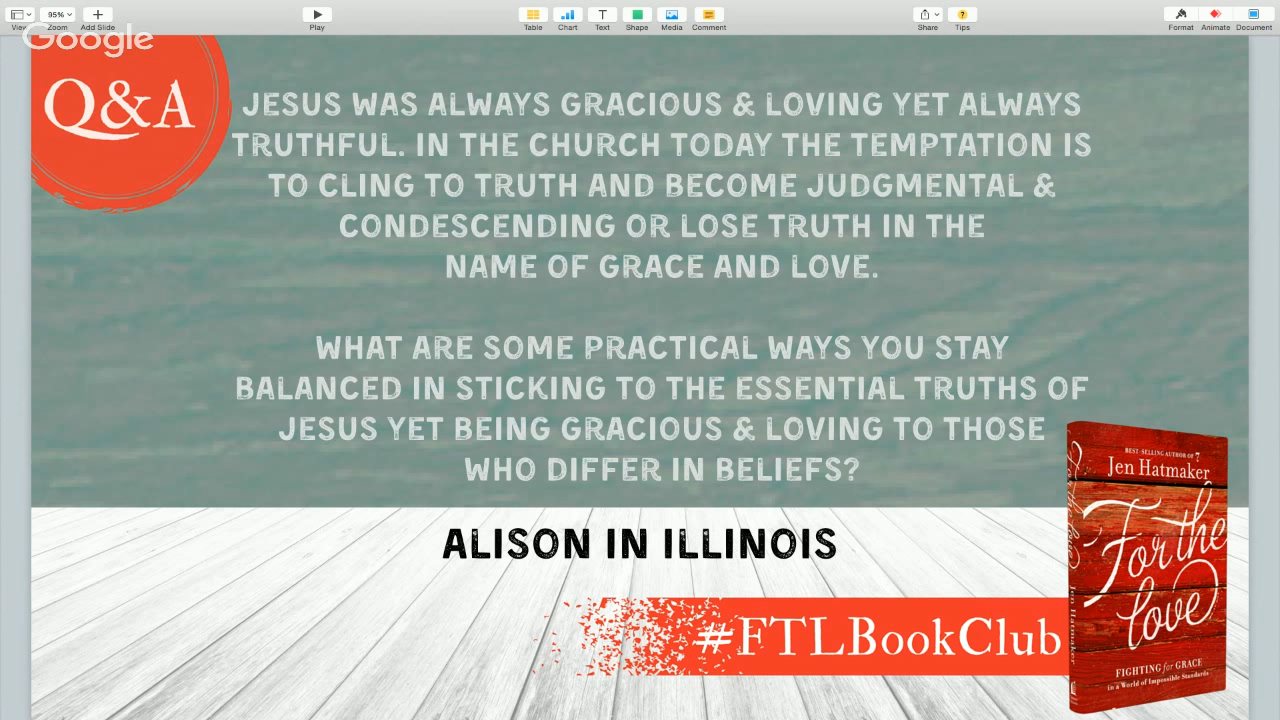 View
95%
Zoom
Add Slide
Play
Table
Chart
Text
Shape
Media
Comment
Share
Tips
Format
Animate
Document
Google
Q&A
JESUS WAS ALWAYS GRACIOUS & LOVING YET ALWAYS
TRUTHFUL. IN THE CHURCH TODAY THE TEMPTATION IS
TO CLING TO TRUTH AND BECOME JUDGMENTAL &
CONDESCENDING OR LOSE TRUTH IN THE
NAME OF GRACE AND LOVE.
WHAT ARE SOME PRACTICAL WAYS YOU STAY
BALANCED IN STICKING TO THE ESSENTIAL TRUTHS OF
JESUS YET BEING GRACIOUS & LOVING TO THOSE
WHO DIFFER IN BELIEFS?
ALISON IN ILLINOIS
#FTLBookClub
BEST-SELLING AUTHOR OF 7
Jen Hatmaker
For the
love
FIGHTING for GRACE
in a World of Impossible Standards
For the love
Jen Hatmaker